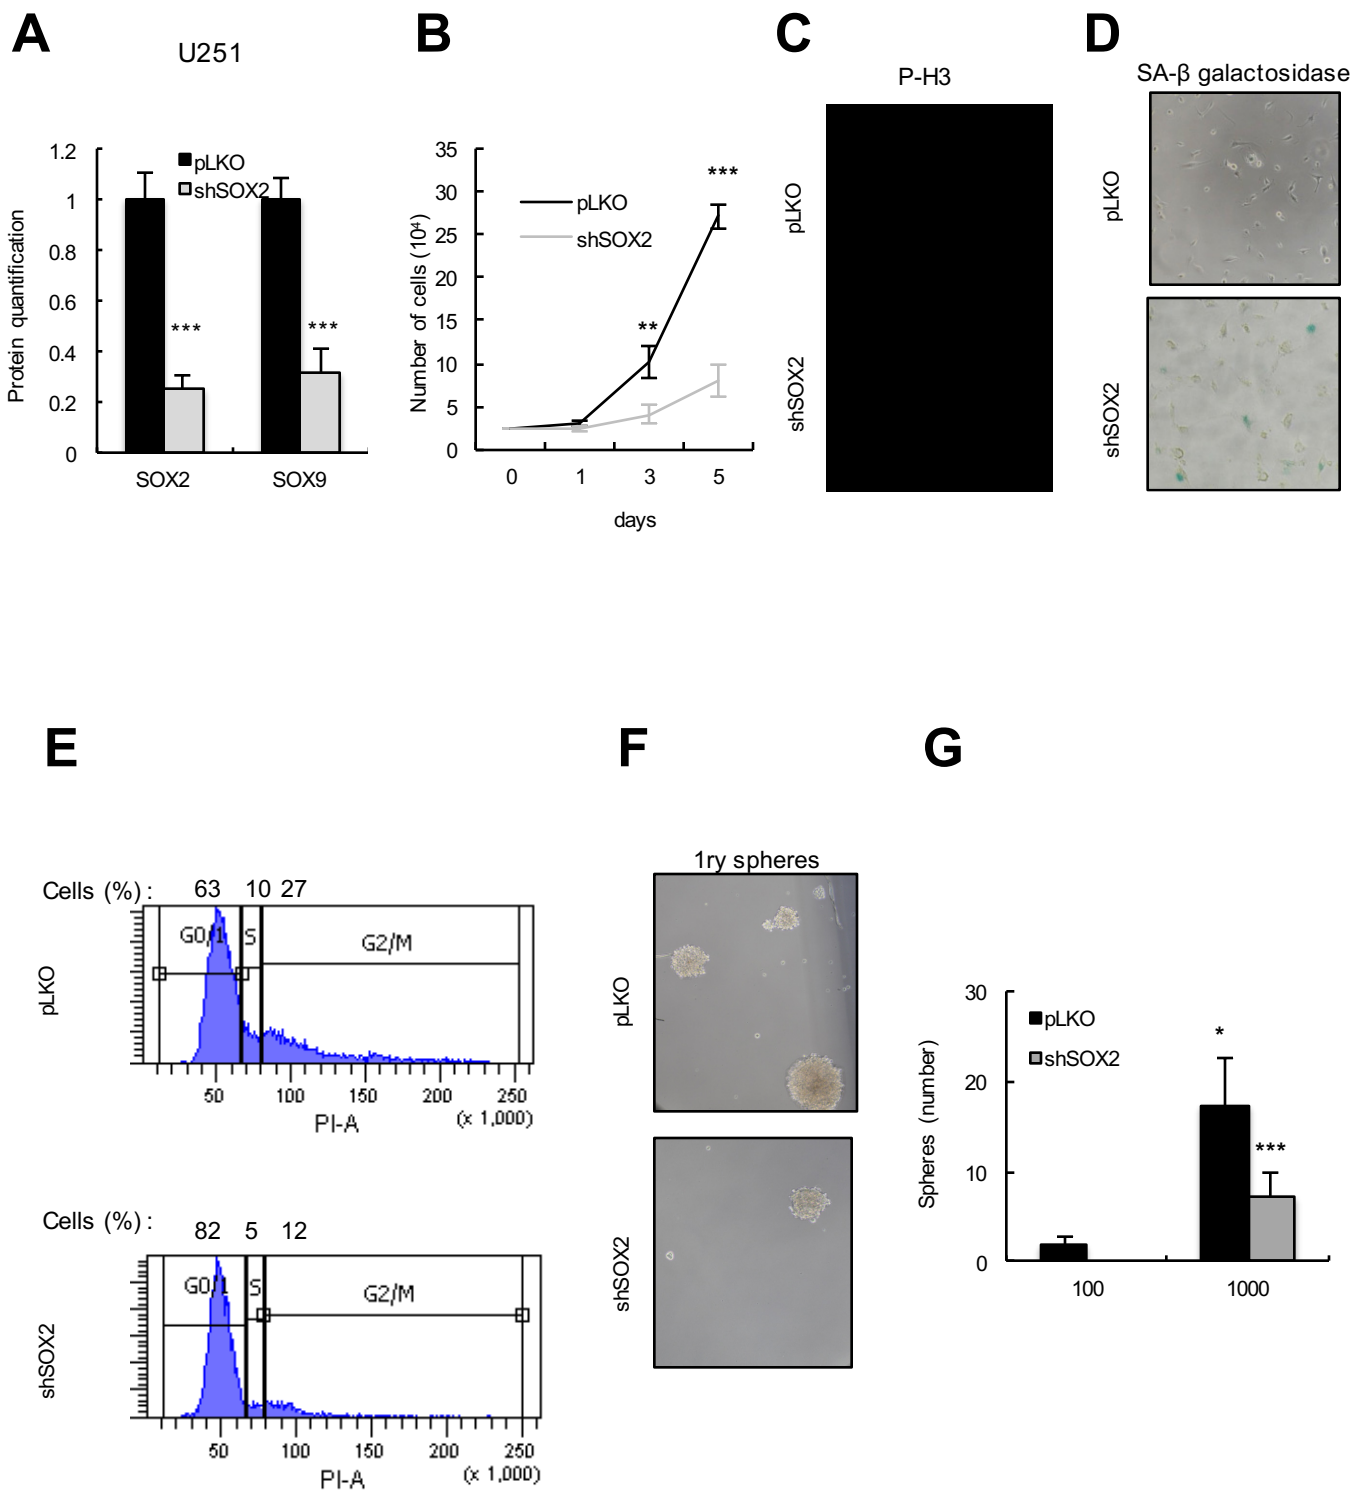 A
U251
pLKO
shSOX2
Protein quantification
1.2
1
0.8
0.6
0.4
0.2
0
***
***
SOX2
SOX9
B
Number of cells (10⁴)
35
30
25
20
15
10
5
0
pLKO
shSOX2
**
***
0 1 3 5
days
C
P-H3
pLKO
shSOX2
D
SA-β galactosidase
pLKO
shSOX2
E
Cells (%) : 63 10 27
pLKO
G0/1 S G2/M
50 100 150 200 250
PI-A
(x 1,000)
Cells (%) : 82 5 12
shSOX2
G0/1 S G2/M
50 100 150 200 250
PI-A
(x 1,000)
F
1ry spheres
pLKO
shSOX2
G
Spheres (number)
30
20
10
0
pLKO
shSOX2
*
***
100
1000